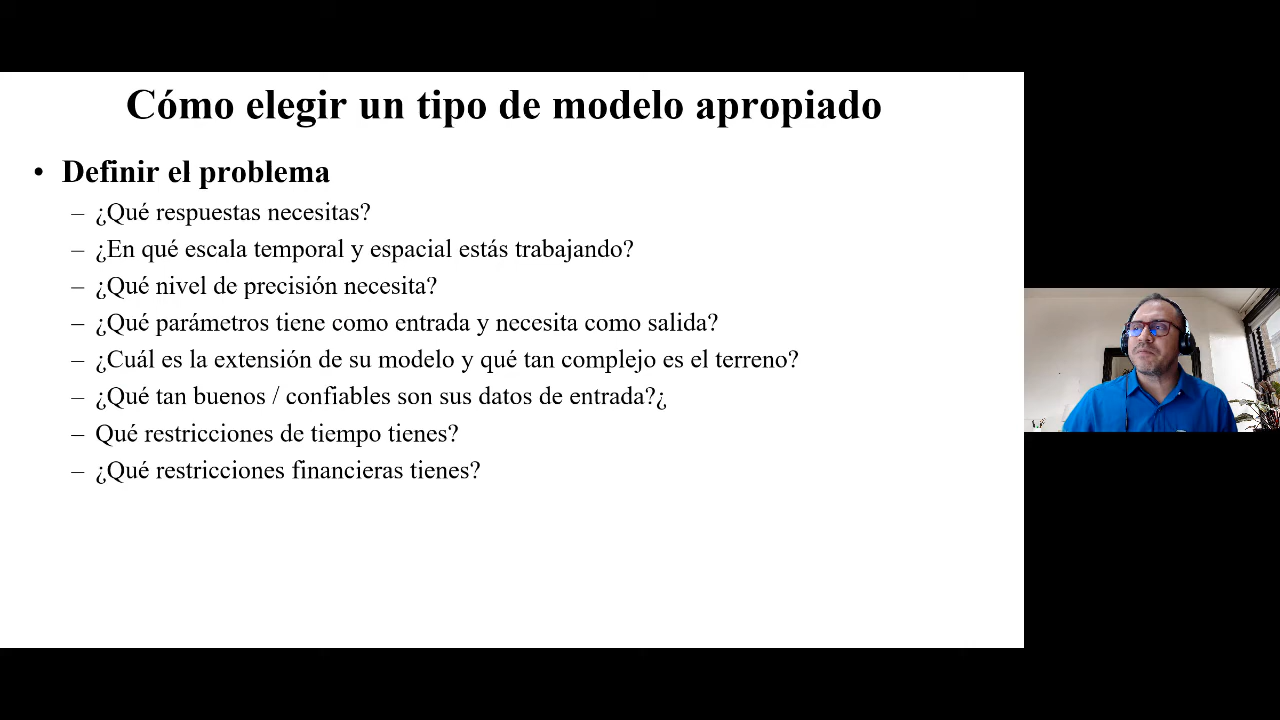 Cómo elegir un tipo de modelo apropiado
• Definir el problema
– ¿Qué respuestas necesitas?
– ¿En qué escala temporal y espacial estás trabajando?
– ¿Qué nivel de precisión necesita?
– ¿Qué parámetros tiene como entrada y necesita como salida?
– ¿Cuál es la extensión de su modelo y qué tan complejo es el terreno?
– ¿Qué tan buenos / confiables son sus datos de entrada?¿
– Qué restricciones de tiempo tienes?
– ¿Qué restricciones financieras tienes?